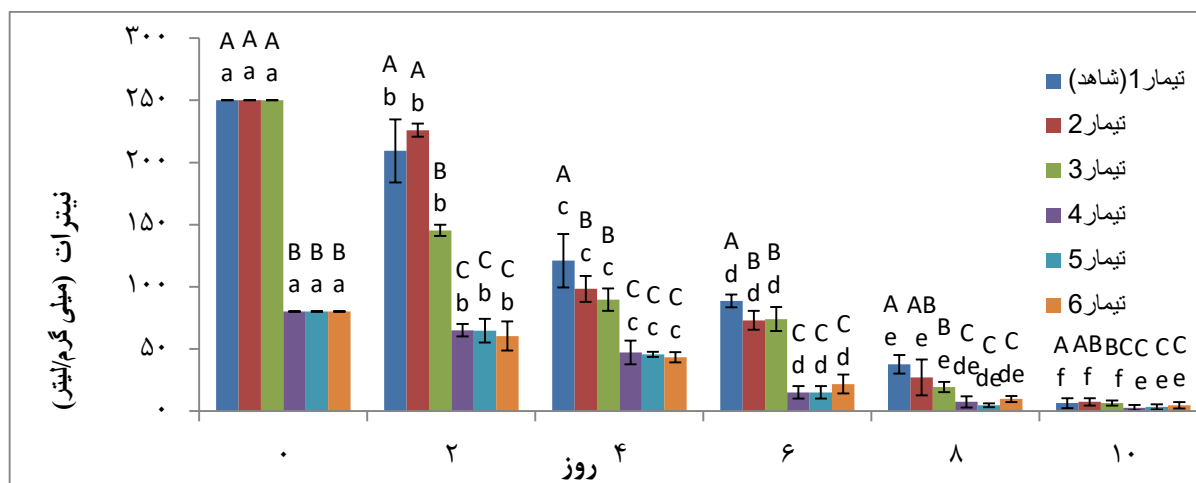 نیترات (میلی گرم/لیتر)
۳۰۰
۲۵۰
۲۰۰
۱۵۰
۱۰۰
۵۰
۰
A A A
a a a
B B B
a a a
A A
b b
B
b
C C C
b b b
A
c
B B
c c
C C C
c c c
A
d
B B
d d
C C C
d d d
A AB B C C C
e e e de de de
A AB BC C C C
f f f e e e
تیمار1(شاهد)
تیمار2
تیمار3
تیمار4
تیمار5
تیمار6
۰ ۲ ۴ ۶ ۸ ۱۰
روز